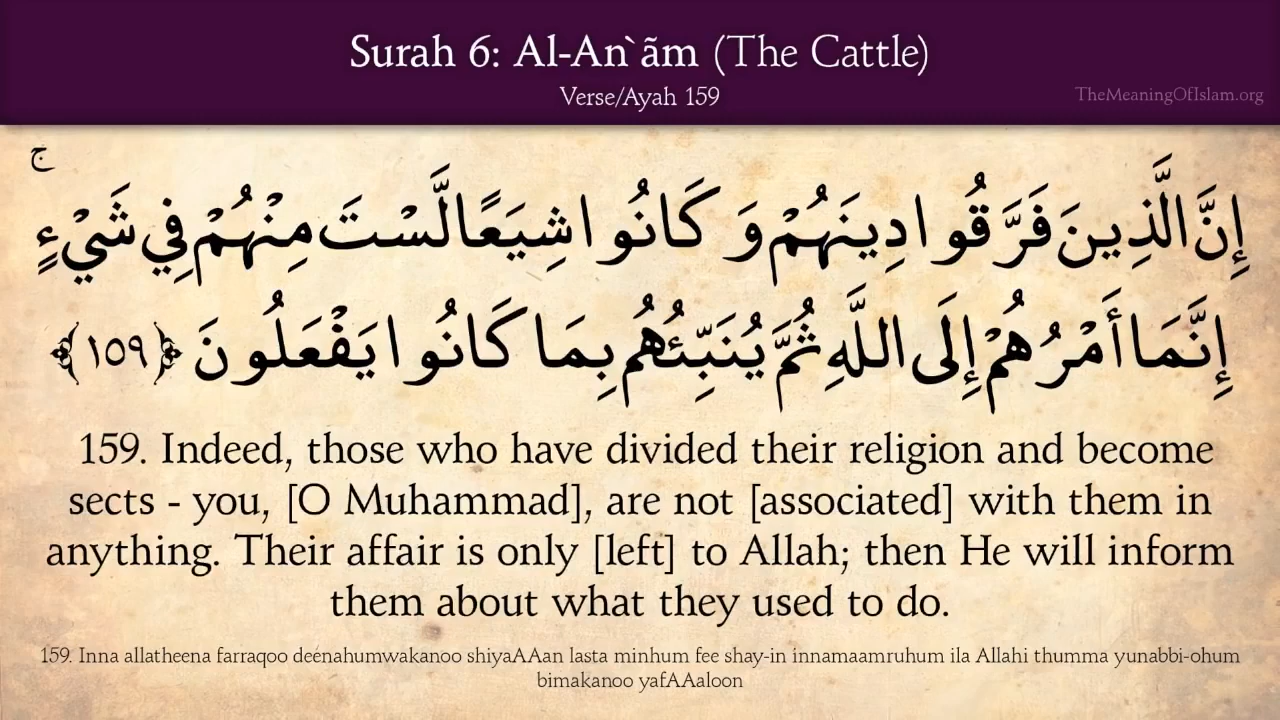 Surah 6: Al-An`ãm (The Cattle)
Verse/Ayah 159
TheMeaningOfIslam.org
إِنَّ الَّذِينَ فَرَّقُوا دِينَهُمْ وَكَانُوا شِيَعًا لَّسْتَ مِنْهُمْ فِي شَيْءٍ ۚ
إِنَّمَا أَمْرُهُمْ إِلَى اللَّهِ ثُمَّ يُنَبِّئُهُم بِمَا كَانُوا يَفْعَلُونَ ﴿١٥٩﴾
159. Indeed, those who have divided their religion and become
sects - you, [O Muhammad], are not [associated] with them in
anything. Their affair is only [left] to Allah; then He will inform
them about what they used to do.
159. Inna allatheena farraqoo deenahumwakanoo shiyaAAan lasta minhum fee shay-in innamaamruhum ila Allahi thumma yunabbi-ohum
bimakanoo yafAAaloon